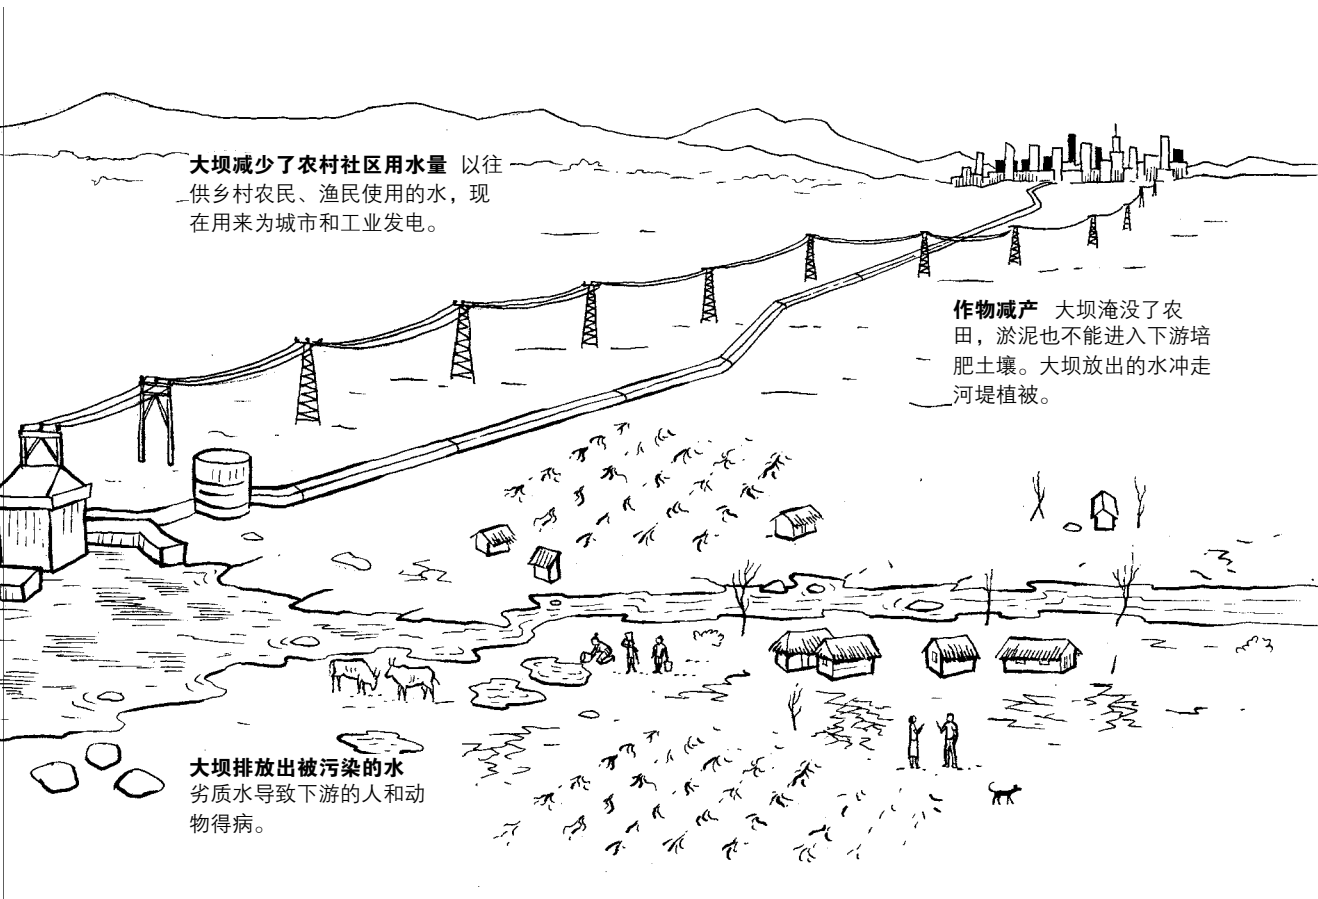 大坝减少了农村社区用水量 以往
供乡村农民、渔民使用的水，现
在用来为城市和工业发电。
作物减产 大坝淹没了农
田，淤泥也不能进入下游培
肥土壤。大坝放出的水冲走
河堤植被。
大坝排放出被污染的水
劣质水导致下游的人和动
物得病。